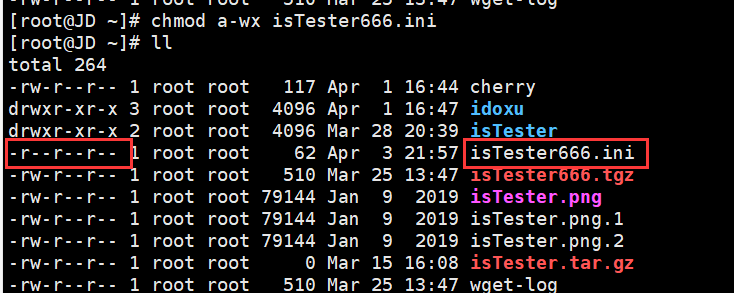 -rw-r--r-- 1 root root 510 Mar 25 13:47 wget-log
[root@JD ~]# chmod a-wx isTester666.ini
[root@JD ~]# ll
total 264
-rw-r--r-- 1 root root 117 Apr 1 16:44 cherry
drwxr-xr-x 3 root root 4096 Apr 1 16:47 idoxu
drwxr-xr-x 2 root root 4096 Mar 28 20:39 isTester
-r--r--r-- 1 root root 62 Apr 3 21:57 isTester666.ini
-rw-r--r-- 1 root root 510 Mar 25 13:47 isTester666.tgz
-rw-r--r-- 1 root root 79144 Jan 9 2019 isTester.png
-rw-r--r-- 1 root root 79144 Jan 9 2019 isTester.png.1
-rw-r--r-- 1 root root 79144 Jan 9 2019 isTester.png.2
-rw-r--r-- 1 root root 0 Mar 15 16:08 isTester.tar.gz
-rw-r--r-- 1 root root 510 Mar 25 13:47 wget-log